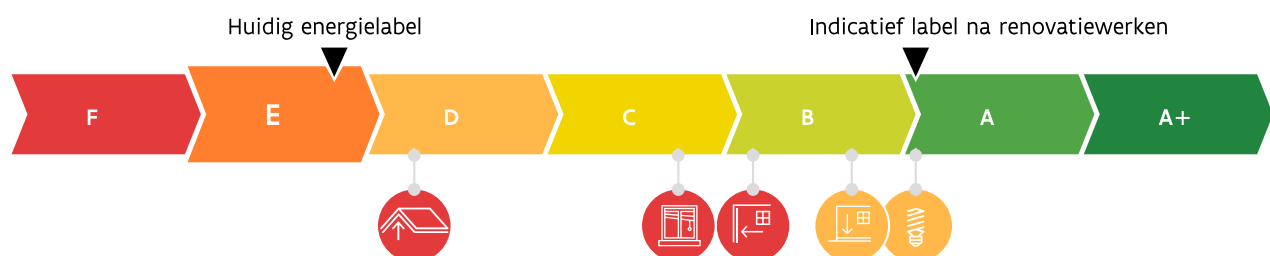 Huidig energielabel
Indicatief label na renovatiewerken
F E D C B A A+